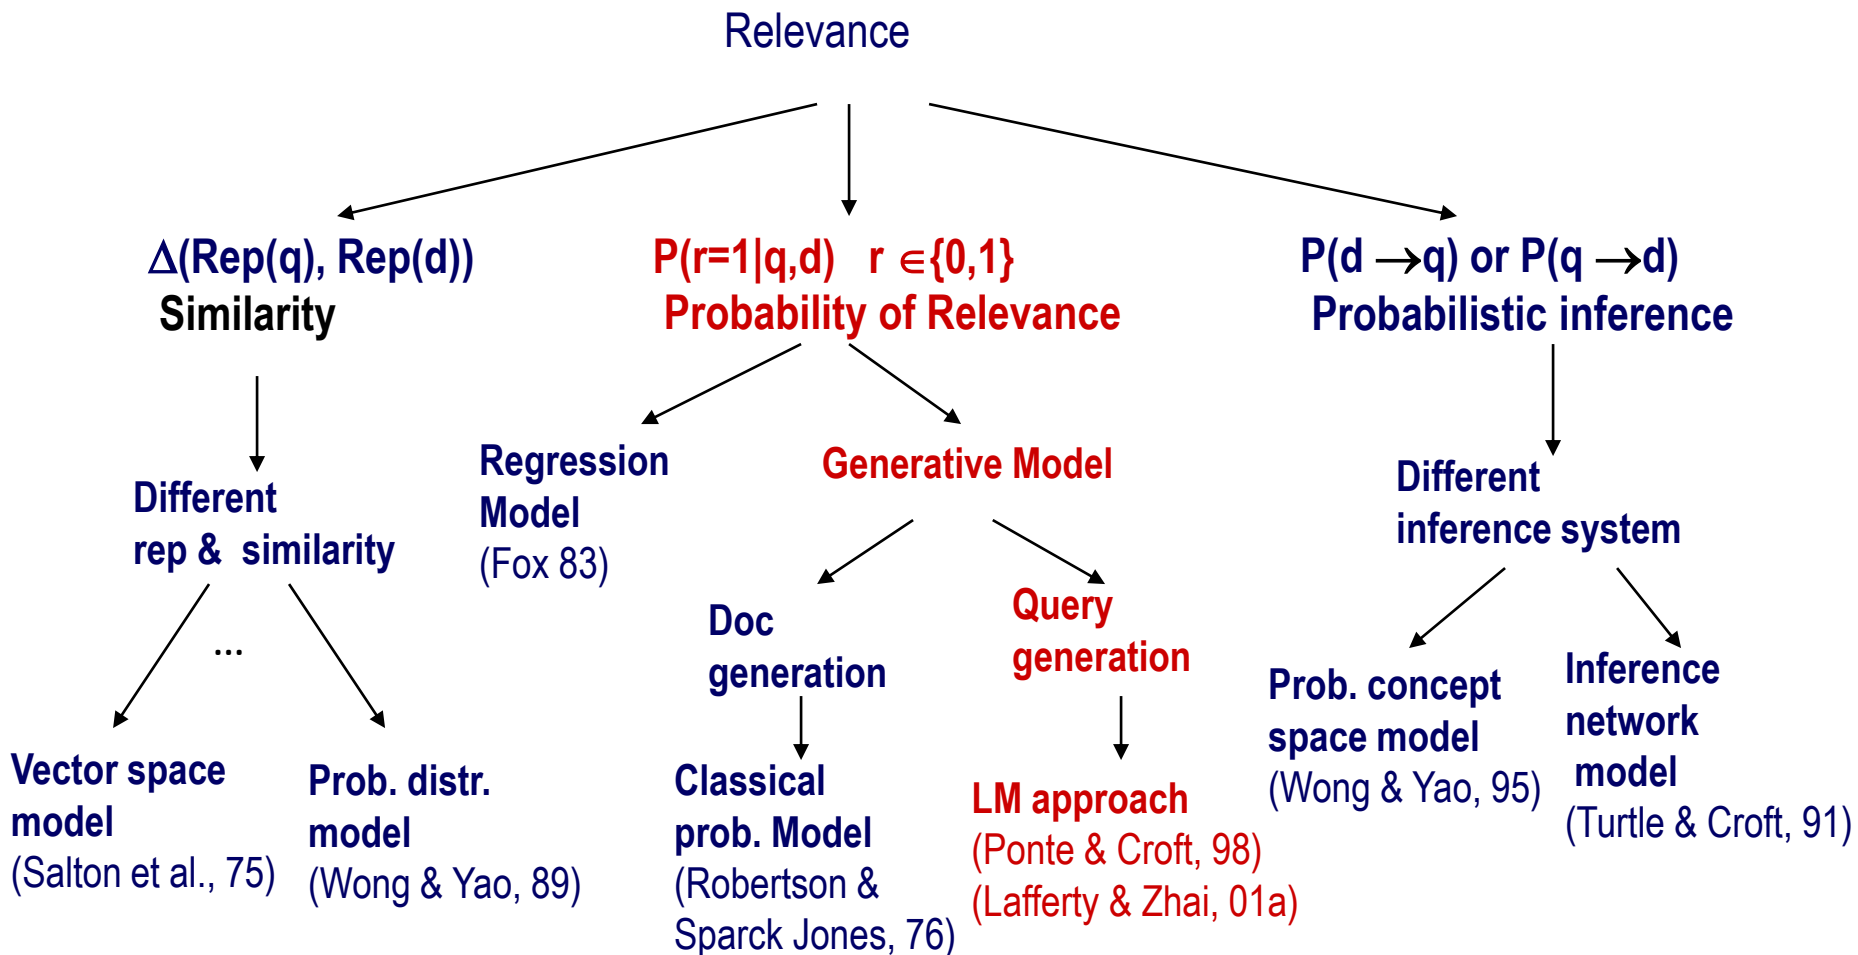 Relevance
Δ(Rep(q), Rep(d))
Similarity
P(r=1|q,d) r ∈{0,1}
Probability of Relevance
P(d →q) or P(q →d)
Probabilistic inference
Different
rep & similarity
Regression
Model
(Fox 83)
Generative Model
Different
inference system
...
Doc
generation
Query
generation
Vector space
model
(Salton et al., 75)
Prob. distr.
model
(Wong & Yao, 89)
Classical
prob. Model
(Robertson &
Sparck Jones, 76)
LM approach
(Ponte & Croft, 98)
(Lafferty & Zhai, 01a)
Prob. concept
space model
(Wong & Yao, 95)
Inference
network
model
(Turtle & Croft, 91)